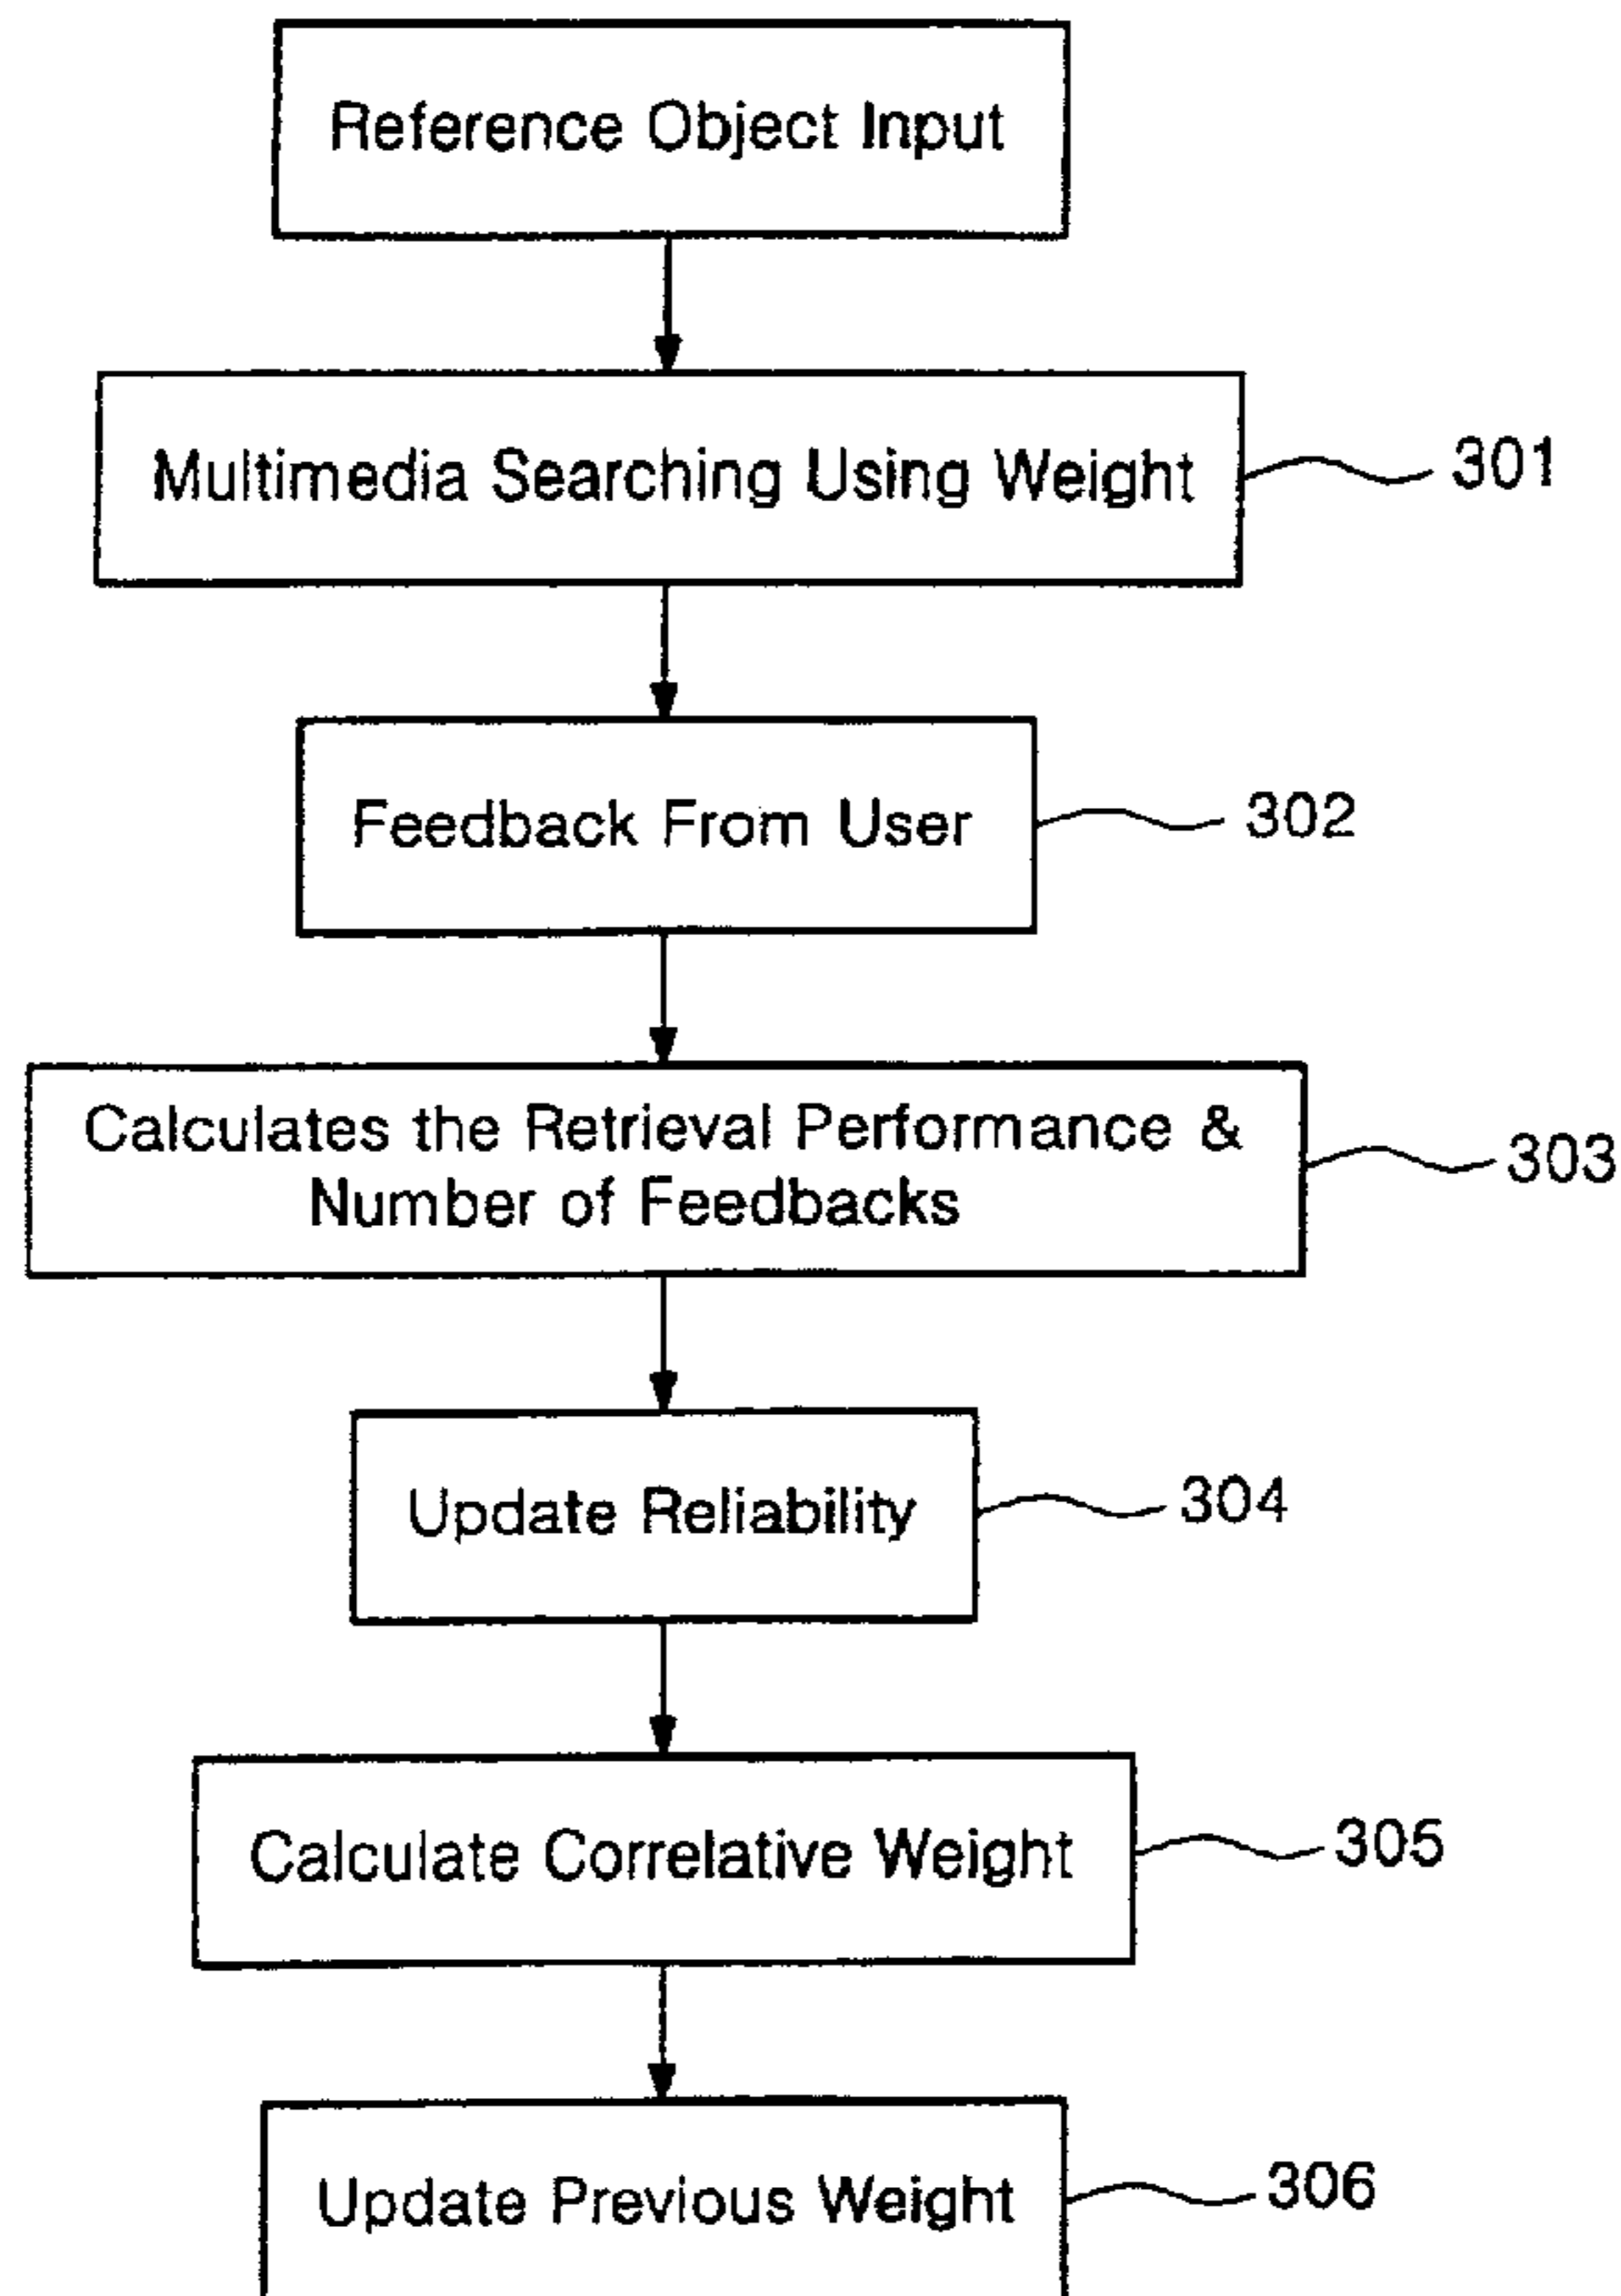 Reference Object Input
Multimedia Searching Using Weight
301
Feedback From User
302
Calculates the Retrieval Performance &
Number of Feedbacks
303
Update Reliability
304
Calculate Correlative Weight
305
Update Previous Weight
306